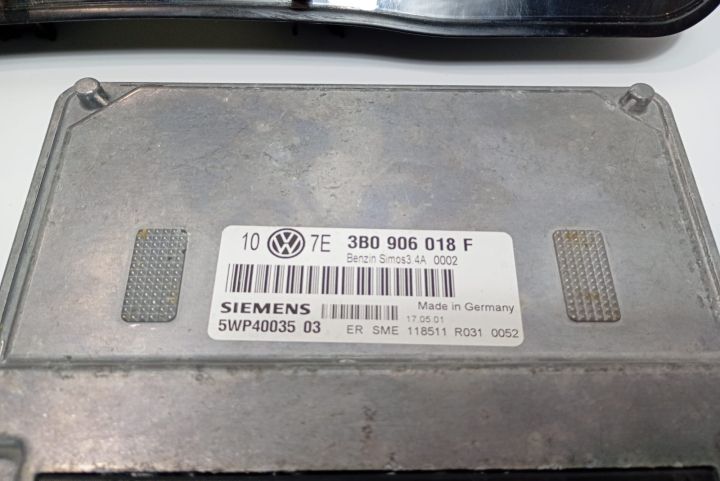 10 VW 7E 3B0 906 018 F
Benzin Simos3.4A 0002
SIEMENS Made in Germany
17.05.01
5WP40035 03 ER SME 118511 R031 0052